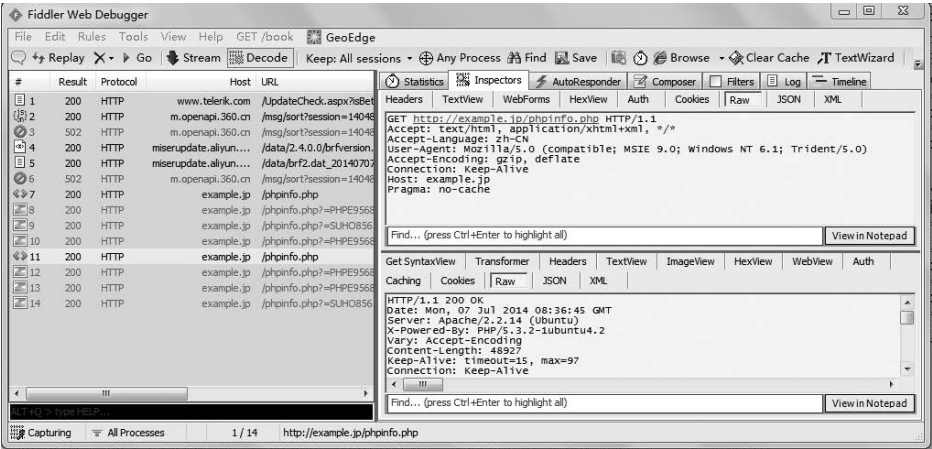 Fiddler Web Debugger
File Edit Rules Tools View Help GET /book GeoEdge
Replay X Go Stream Decode Keep: All sessions Any Process Find Save Browse Clear Cache TextWizard
# Result Protocol Host URL
1 200 HTTP www.telerik.com /UpdateCheck.aspx?isBet
2 200 HTTP m.openapi.360.cn /msg/sort?session=14048
3 502 HTTP m.openapi.360.cn /msg/sort?session=14048
4 200 HTTP miserupdate.aliyun.... /data/2.4.0.0/brfversion.
5 200 HTTP miserupdate.aliyun.... /data/brf2.dat_20140707
6 502 HTTP m.openapi.360.cn /msg/sort?session=14048
7 200 HTTP example.jp /phpinfo.php
8 200 HTTP example.jp /phpinfo.php?=PHPE9568
9 200 HTTP example.jp /phpinfo.php?=SUHO856
10 200 HTTP example.jp /phpinfo.php?=PHPE9568
11 200 HTTP example.jp /phpinfo.php
12 200 HTTP example.jp /phpinfo.php?=PHPE9568
13 200 HTTP example.jp /phpinfo.php?=PHPE9568
14 200 HTTP example.jp /phpinfo.php?=SUHO856
ALT+Q > type HELP...
Statistics Inspectors AutoResponder Composer Filters Log Timeline
Headers TextView WebForms HexView Auth Cookies Raw JSON XML
GET http://example.jp/phpinfo.php HTTP/1.1
Accept: text/html, application/xhtml+xml, */*
Accept-Language: zh-CN
User-Agent: Mozilla/5.0 (compatible; MSIE 9.0; Windows NT 6.1; Trident/5.0)
Accept-Encoding: gzip, deflate
Connection: Keep-Alive
Host: example.jp
Pragma: no-cache
Find... (press Ctrl+Enter to highlight all) View in Notepad
Get SyntaxView Transformer Headers TextView ImageView HexView WebView Auth
Caching Cookies Raw JSON XML
HTTP/1.1 200 OK
Date: Mon, 07 Jul 2014 08:36:45 GMT
Server: Apache/2.2.14 (Ubuntu)
X-Powered-By: PHP/5.3.2-1ubuntu4.2
Vary: Accept-Encoding
Content-Length: 48927
Keep-Alive: timeout=15, max=97
Connection: Keep-Alive
Find... (press Ctrl+Enter to highlight all) View in Notepad
Capturing All Processes 1 / 14 http://example.jp/phpinfo.php